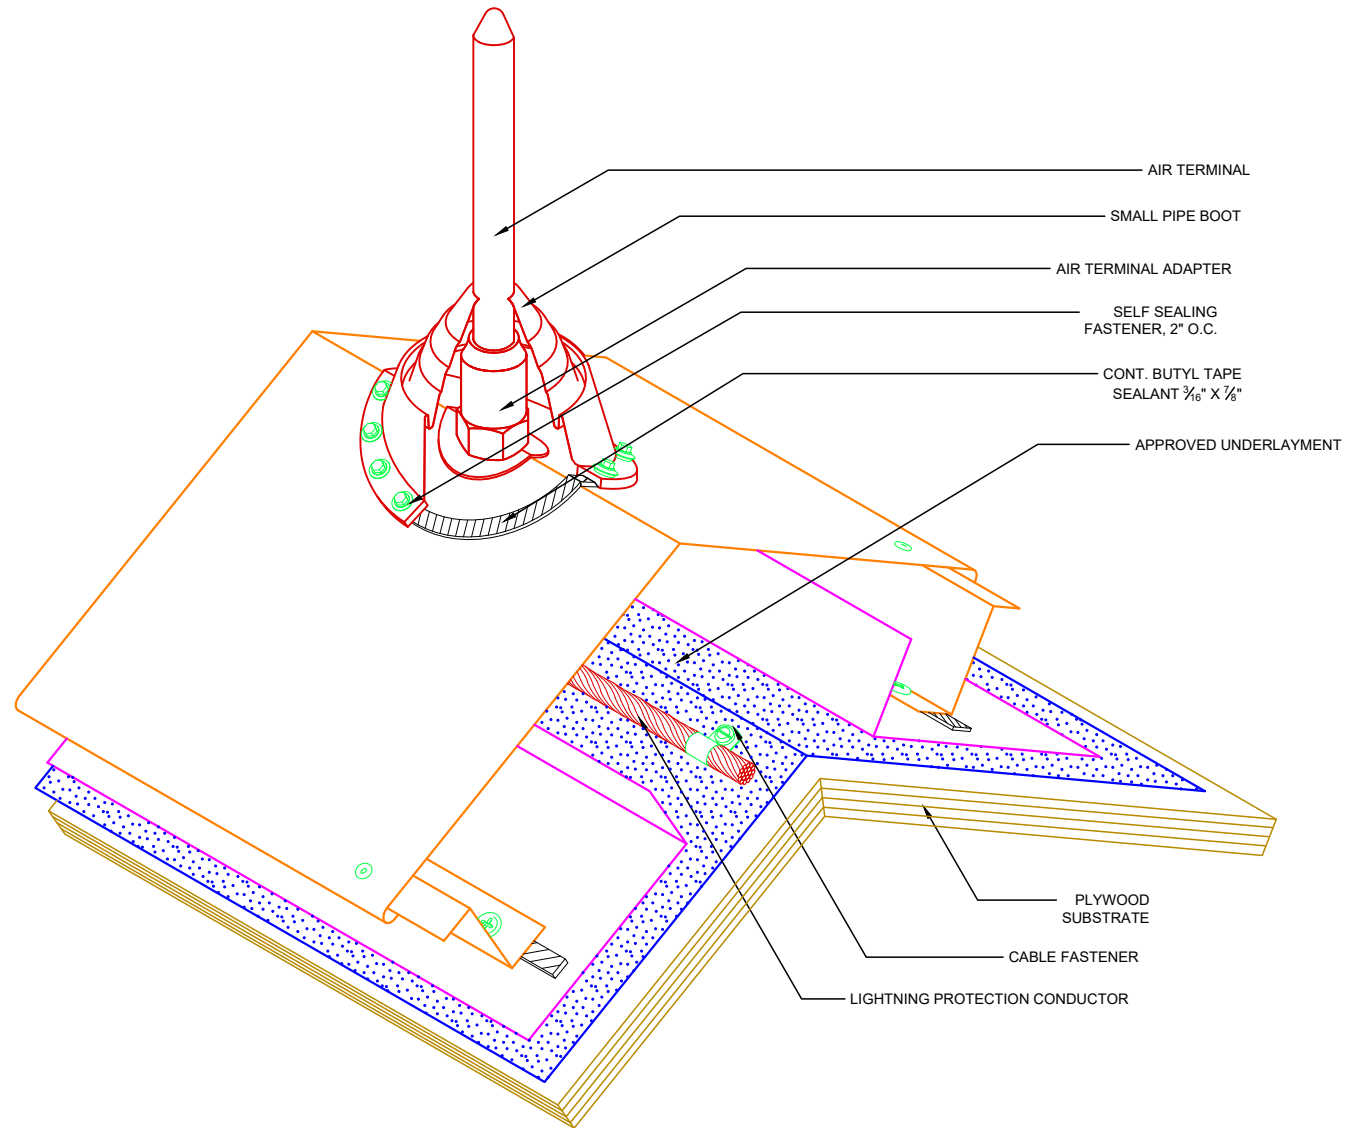 AIR TERMINAL
SMALL PIPE BOOT
AIR TERMINAL ADAPTER
SELF SEALING
FASTENER, 2" O.C.
CONT. BUTYL TAPE
SEALANT 3⁄16" X 7⁄8"
APPROVED UNDERLAYMENT
PLYWOOD
SUBSTRATE
CABLE FASTENER
LIGHTNING PROTECTION CONDUCTOR